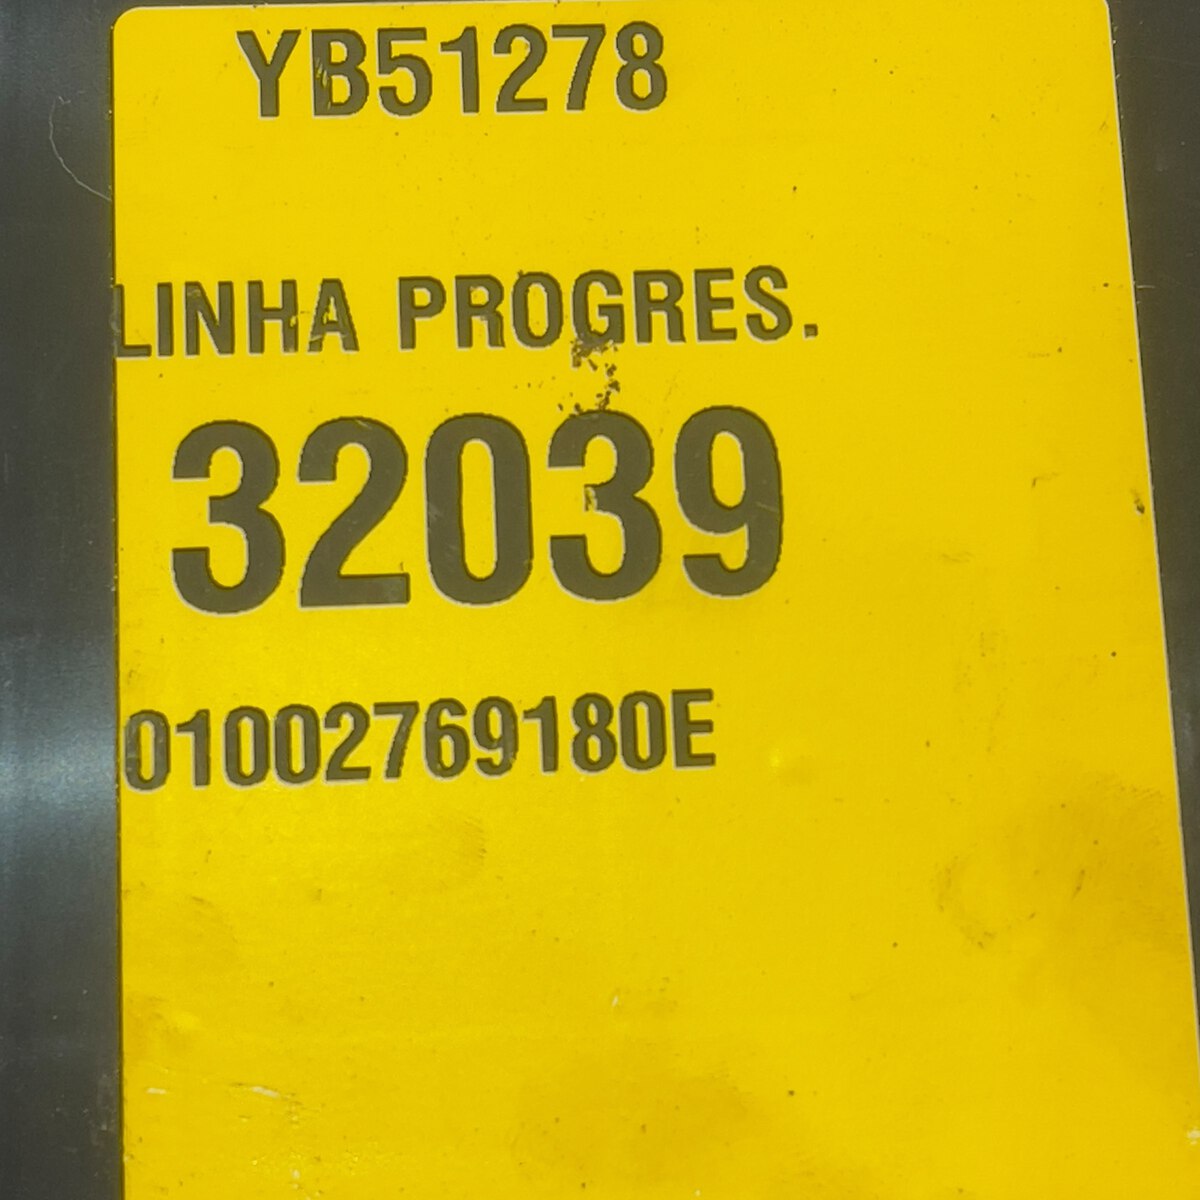 YB51278
LINHA PROGRES.
32039
01002769180E